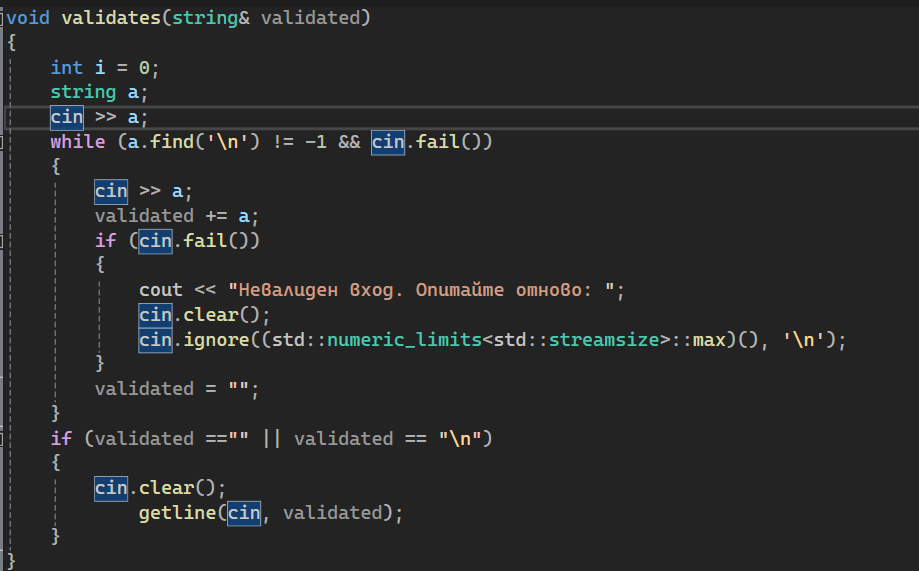 void validates(string& validated)
{
    int i = 0;
    string a;
    cin >> a;
    while (a.find('\n') != -1 && cin.fail())
    {
        cin >> a;
        validated += a;
        if (cin.fail())
        {
            cout << "Невалиден вход. Опитайте отново: ";
            cin.clear();
            cin.ignore((std::numeric_limits<std::streamsize>::max)(), '\n');
        }
        validated = "";
    }
    if (validated =="" || validated == "\n")
    {
        cin.clear();
            getline(cin, validated);
    }
}